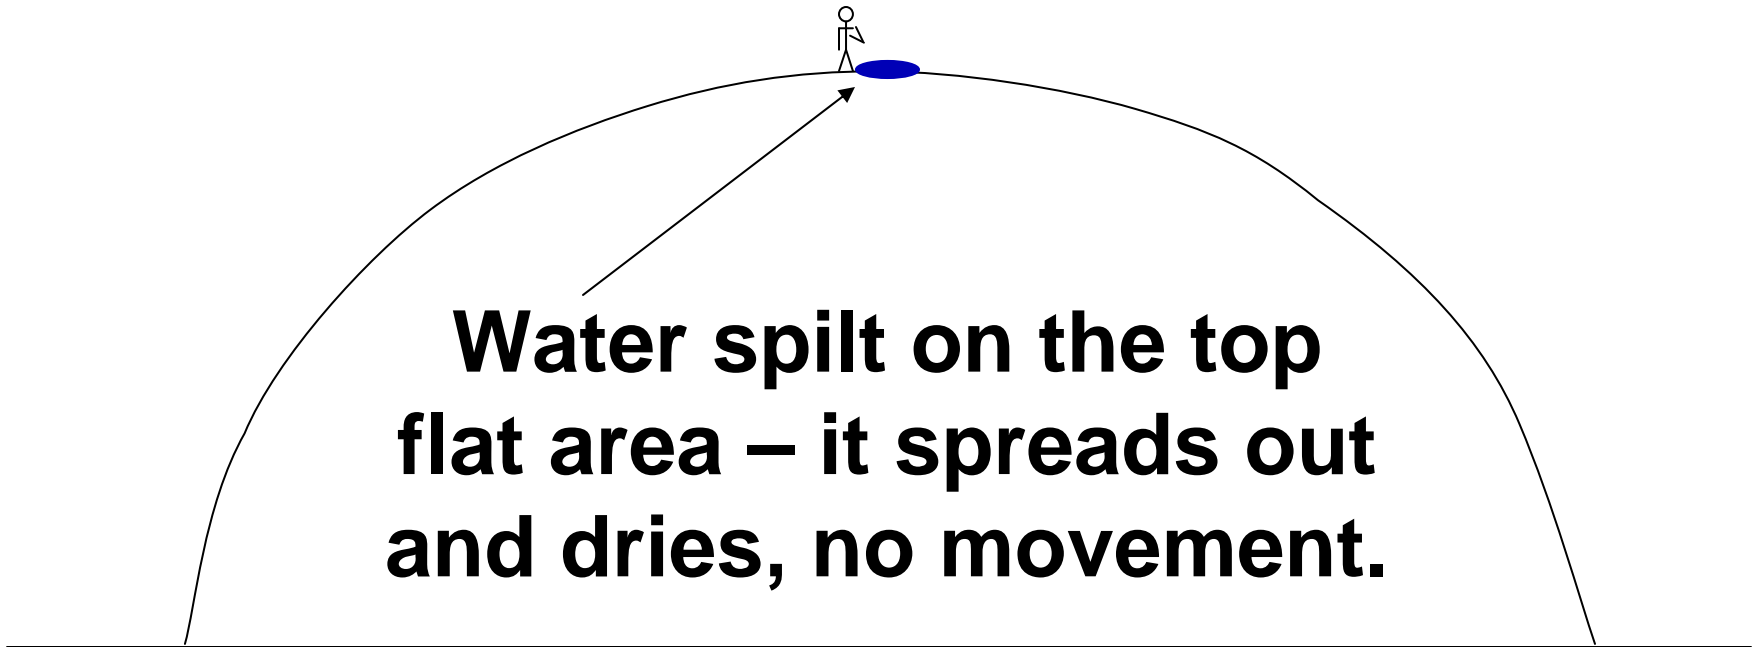 Water spilt on the top
flat area – it spreads out
and dries, no movement.